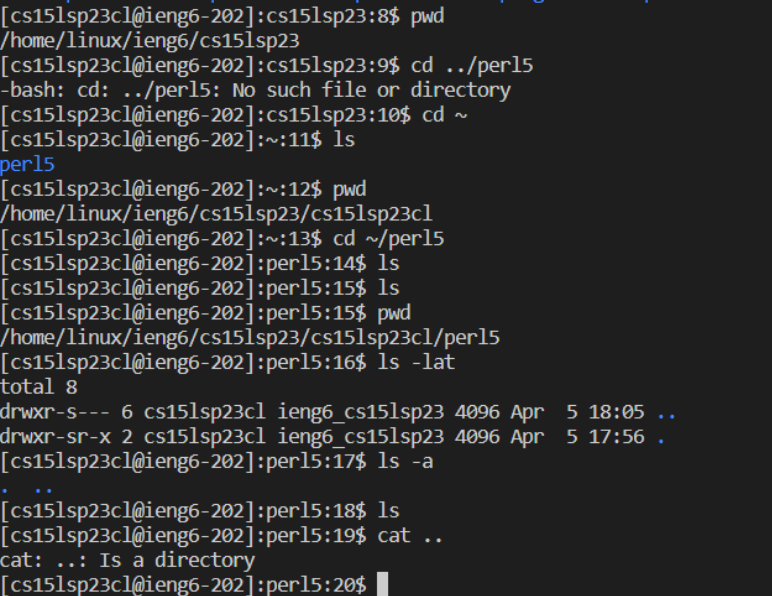 [cs15lsp23cl@ieng6-202]:cs15lsp23:8$ pwd
/home/linux/ieng6/cs15lsp23
[cs15lsp23cl@ieng6-202]:cs15lsp23:9$ cd ../perl5
-bash: cd: ../perl5: No such file or directory
[cs15lsp23cl@ieng6-202]:cs15lsp23:10$ cd ~
[cs15lsp23cl@ieng6-202]:~:11$ ls
perl5
[cs15lsp23cl@ieng6-202]:~:12$ pwd
/home/linux/ieng6/cs15lsp23/cs15lsp23cl
[cs15lsp23cl@ieng6-202]:~:13$ cd ~/perl5
[cs15lsp23cl@ieng6-202]:perl5:14$ ls
[cs15lsp23cl@ieng6-202]:perl5:15$ ls
[cs15lsp23cl@ieng6-202]:perl5:15$ pwd
/home/linux/ieng6/cs15lsp23/cs15lsp23cl/perl5
[cs15lsp23cl@ieng6-202]:perl5:16$ ls -lat
total 8
drwxr-s--- 6 cs15lsp23cl ieng6_cs15lsp23 4096 Apr  5 18:05 ..
drwxr-sr-x 2 cs15lsp23cl ieng6_cs15lsp23 4096 Apr  5 17:56 .
[cs15lsp23cl@ieng6-202]:perl5:17$ ls -a
.  ..
[cs15lsp23cl@ieng6-202]:perl5:18$ ls
[cs15lsp23cl@ieng6-202]:perl5:19$ cat ..
cat: ..: Is a directory
[cs15lsp23cl@ieng6-202]:perl5:20$